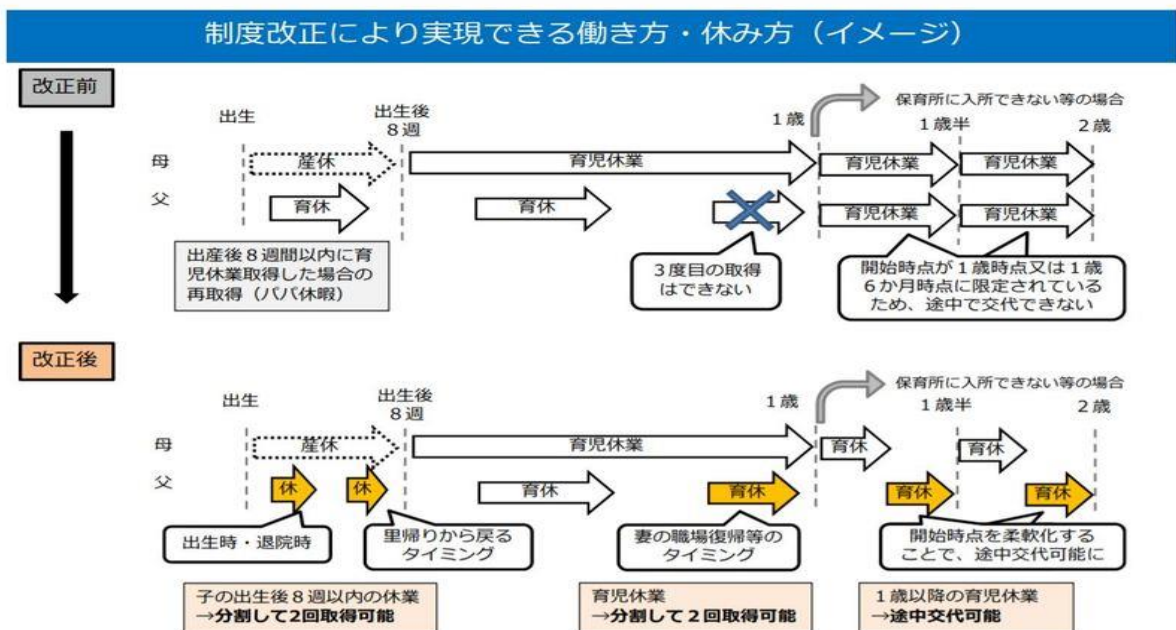 制度改正により実現できる働き方・休み方（イメージ）
改正前
保育所に入所できない等の場合
出生
出生後
8週
1歳
1歳半
2歳
母
産休
育児休業
育児休業
育児休業
父
育休
育休
育児休業
育児休業
出産後8週間以内に育
児休業取得した場合の
再取得（パパ休暇）
3度目の取得
はできない
開始時点が1歳時点又は1歳
6か月時点に限定されている
ため、途中で交代できない
改正後
保育所に入所できない等の場合
出生
出生後
8週
1歳
1歳半
2歳
母
産休
育児休業
育休
育休
父
休
休
育休
育休
育休
育休
出生時・退院時
里帰りから戻る
タイミング
妻の職場復帰等の
タイミング
開始時点を柔軟化する
ことで、途中交代可能に
子の出生後8週以内の休業
→分割して2回取得可能
育児休業
→分割して2回取得可能
1歳以降の育児休業
→途中交代可能